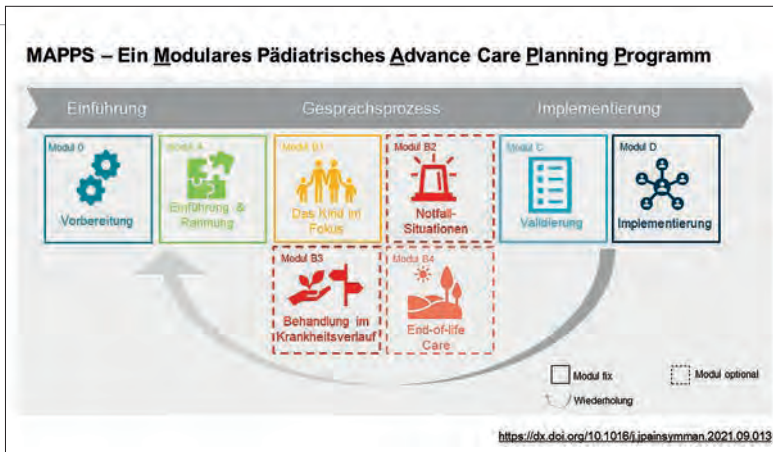 MAPPS – Ein Modulares Pädiatrisches Advance Care Planning Programm
Einführung
Gesprächsprozess
Implementierung
Modul 0
Vorbereitung
Modul A
Einführung &
Rahmung
Modul B1
Das Kind im
Fokus
Modul B2
Notfall-
Situationen
Modul C
Validierung
Modul D
Implementierung
Modul B3
Behandlung im
Krankheitsverlauf
Modul B4
End-of-life
Care
Modul fix
Modul optional
Wiederholung
https://dx.doi.org/10.1016/j.jpainsymman.2021.09.013